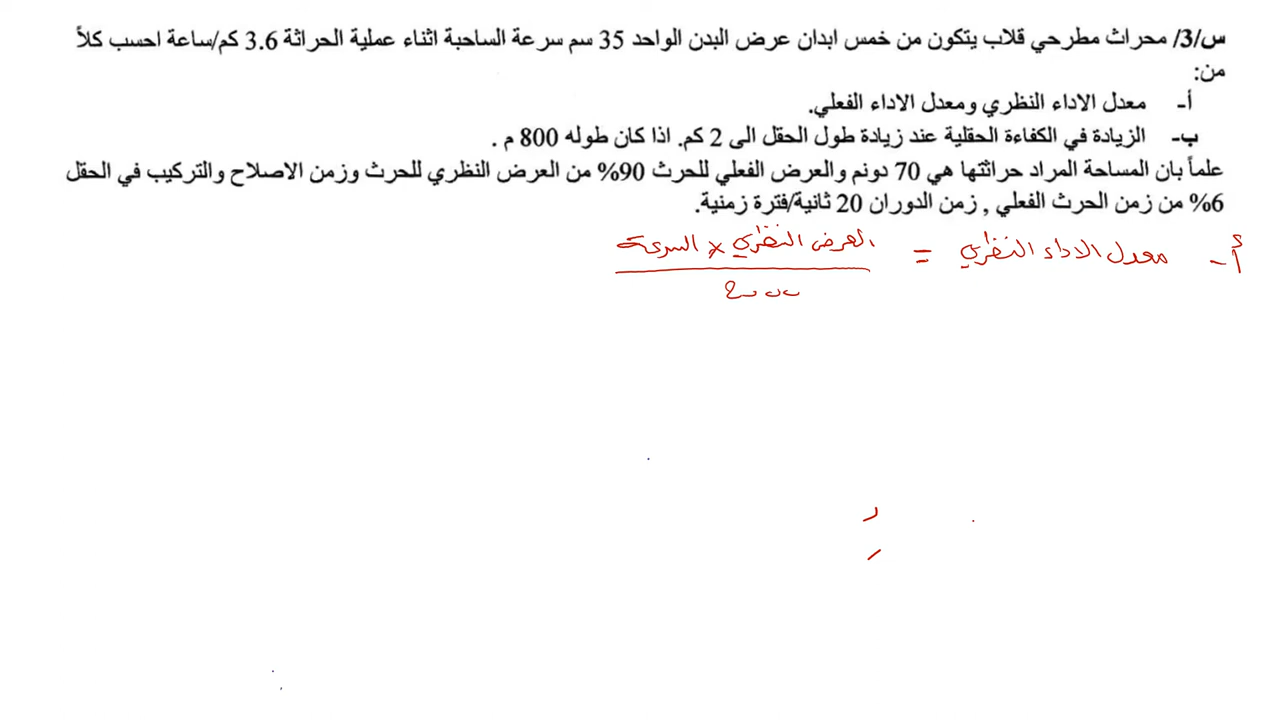 س/3/ محراث مطرحي قلاب يتكون من خمس ابدان عرض البدن الواحد 35 سم سرعة الساحبة اثناء عملية الحراثة 3.6 كم/ساعة احسب كلاً
من:
أ- معدل الاداء النظري ومعدل الاداء الفعلي.
ب- الزيادة في الكفاءة الحقلية عند زيادة طول الحقل الى 2 كم. اذا كان طوله 800 م .
علماً بان المساحة المراد حراثتها هي 70 دونم والعرض الفعلي للحرث 90% من العرض النظري للحرث وزمن الاصلاح والتركيب في الحقل
6% من زمن الحرث الفعلي , زمن الدوران 20 ثانية/فترة زمنية.
أ- معدل الاداء النظري = العرض النظري × السرعة